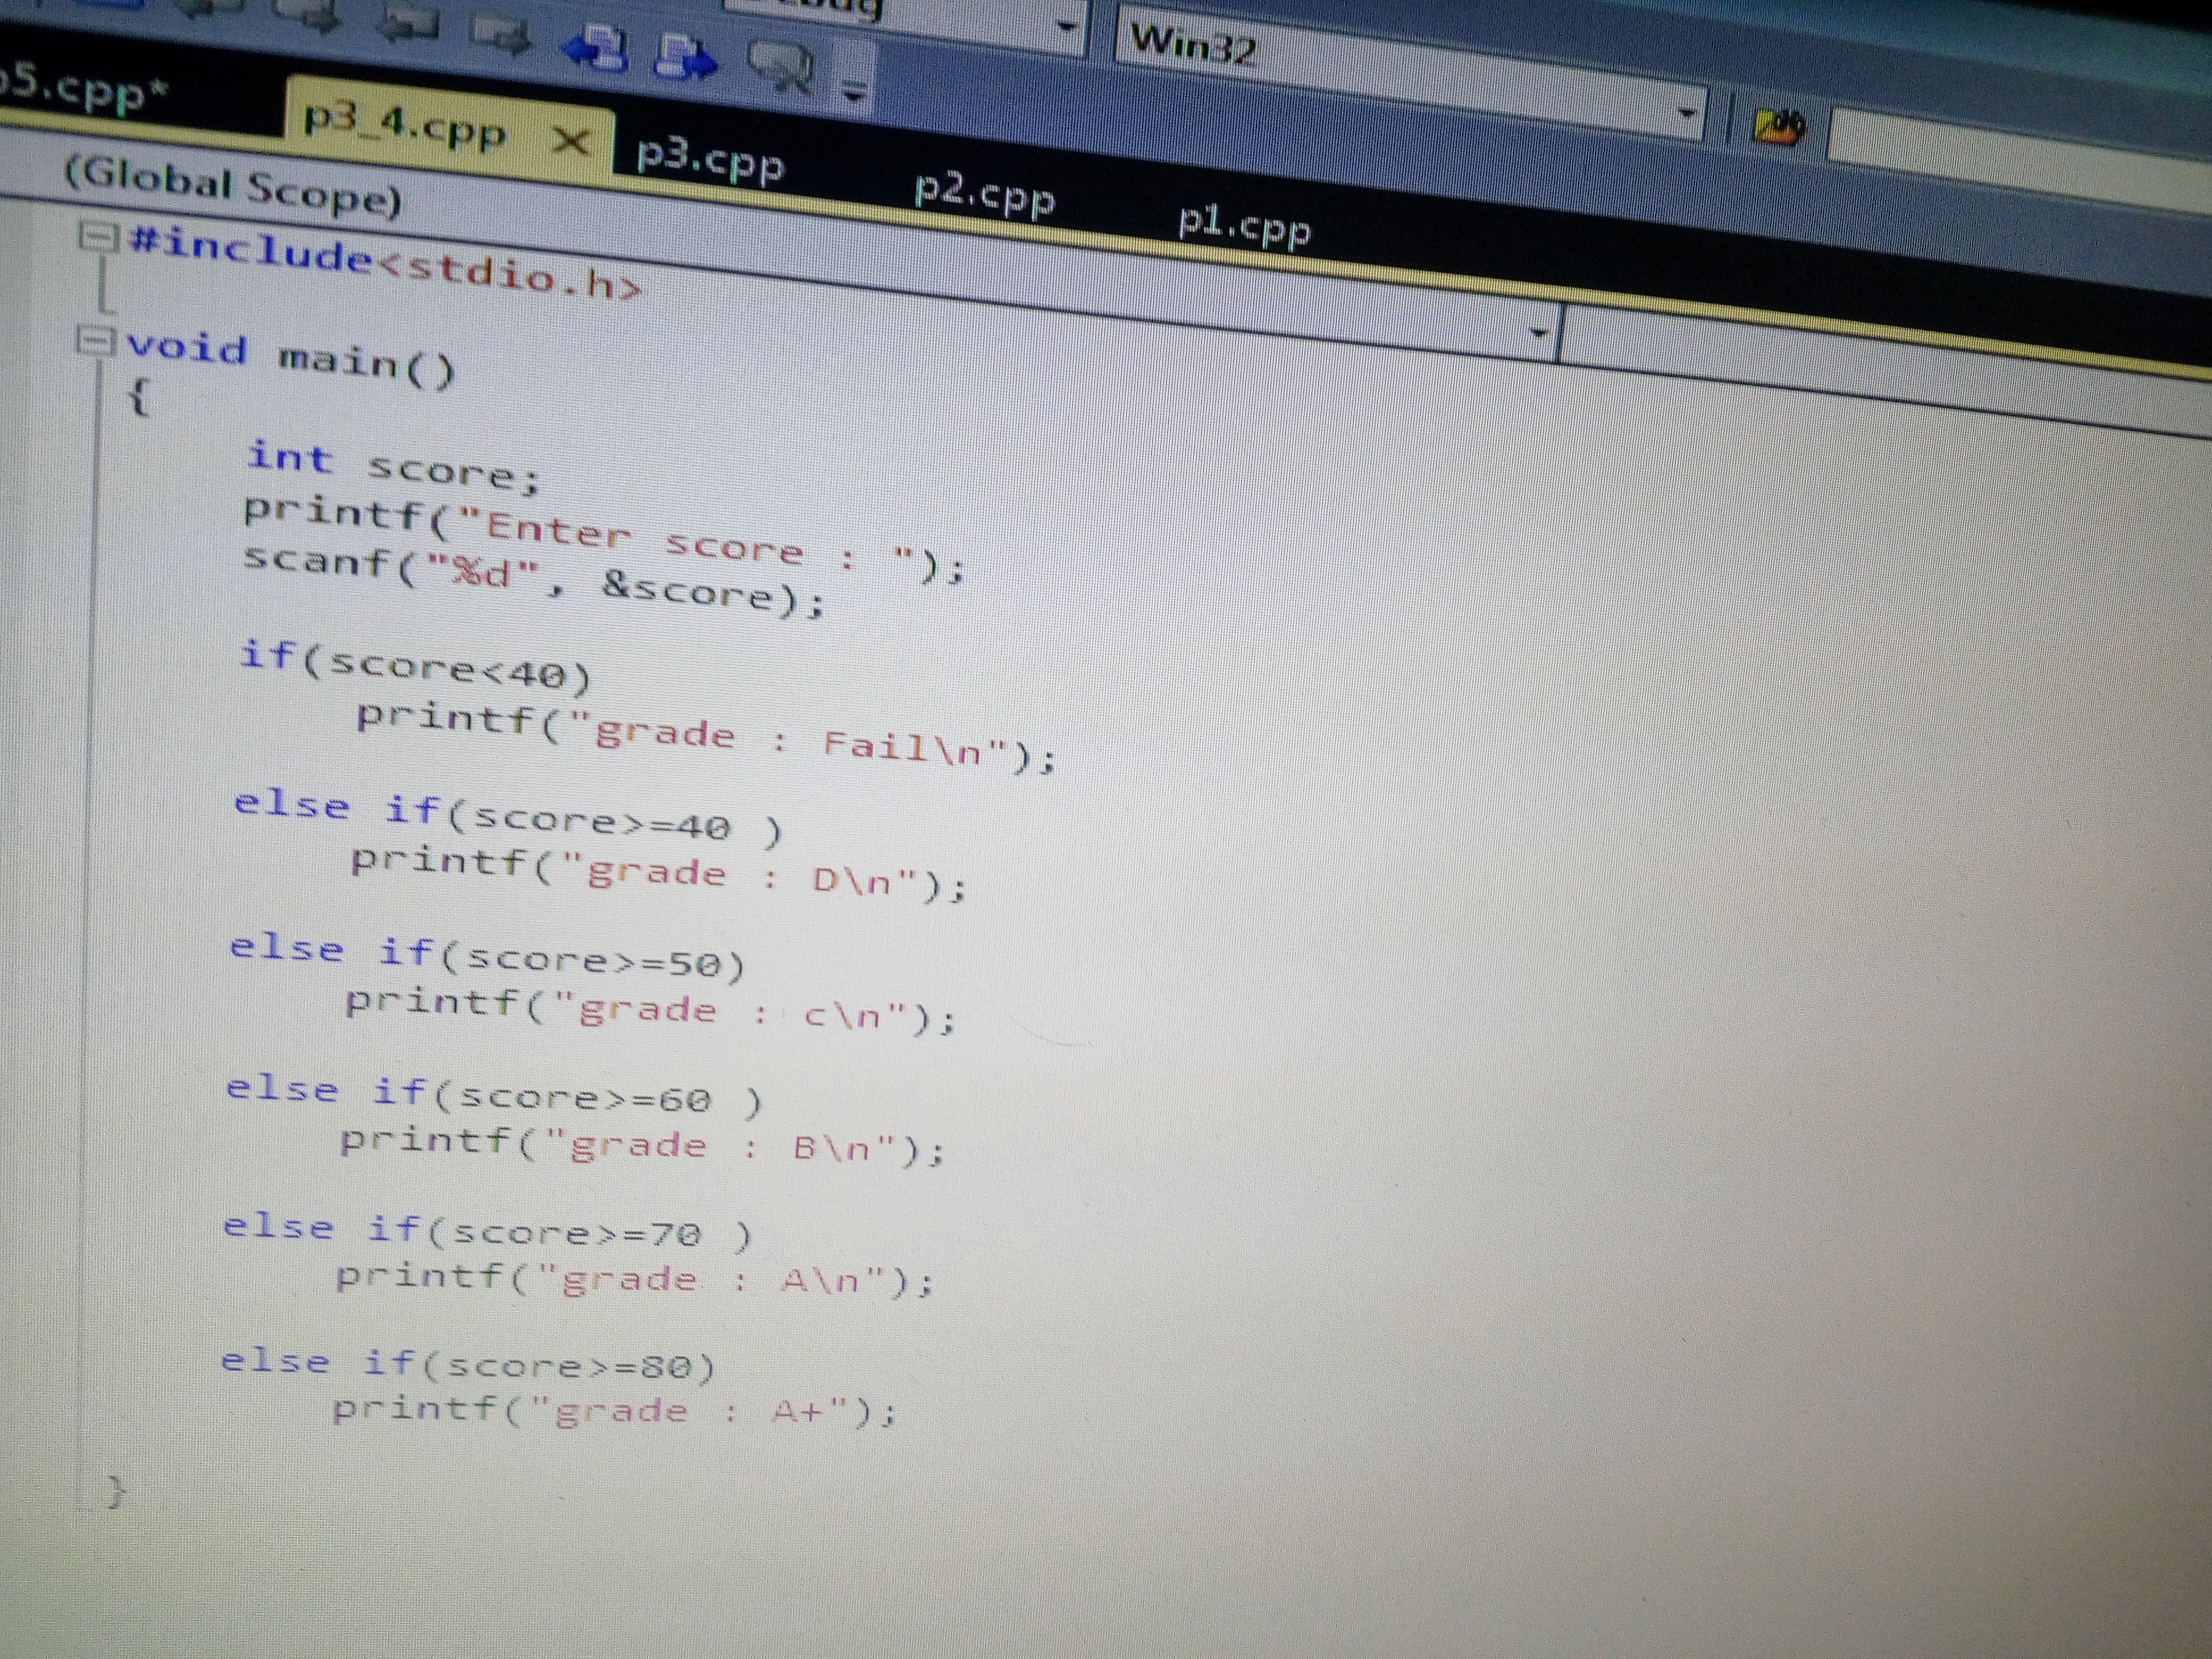 Win32
p5.cpp*
p3_4.cpp
p3.cpp
p2.cpp
p1.cpp
(Global Scope)
#include<stdio.h>
void main()
{
int score;
printf("Enter score : ");
scanf("%d", &score);
if(score<40)
printf("grade : Fail\n");
else if(score>=40 )
printf("grade : D\n");
else if(score>=50)
printf("grade : c\n");
else if(score>=60 )
printf("grade : B\n");
else if(score>=70 )
printf("grade : A\n");
else if(score>=80)
printf("grade : A+");
}